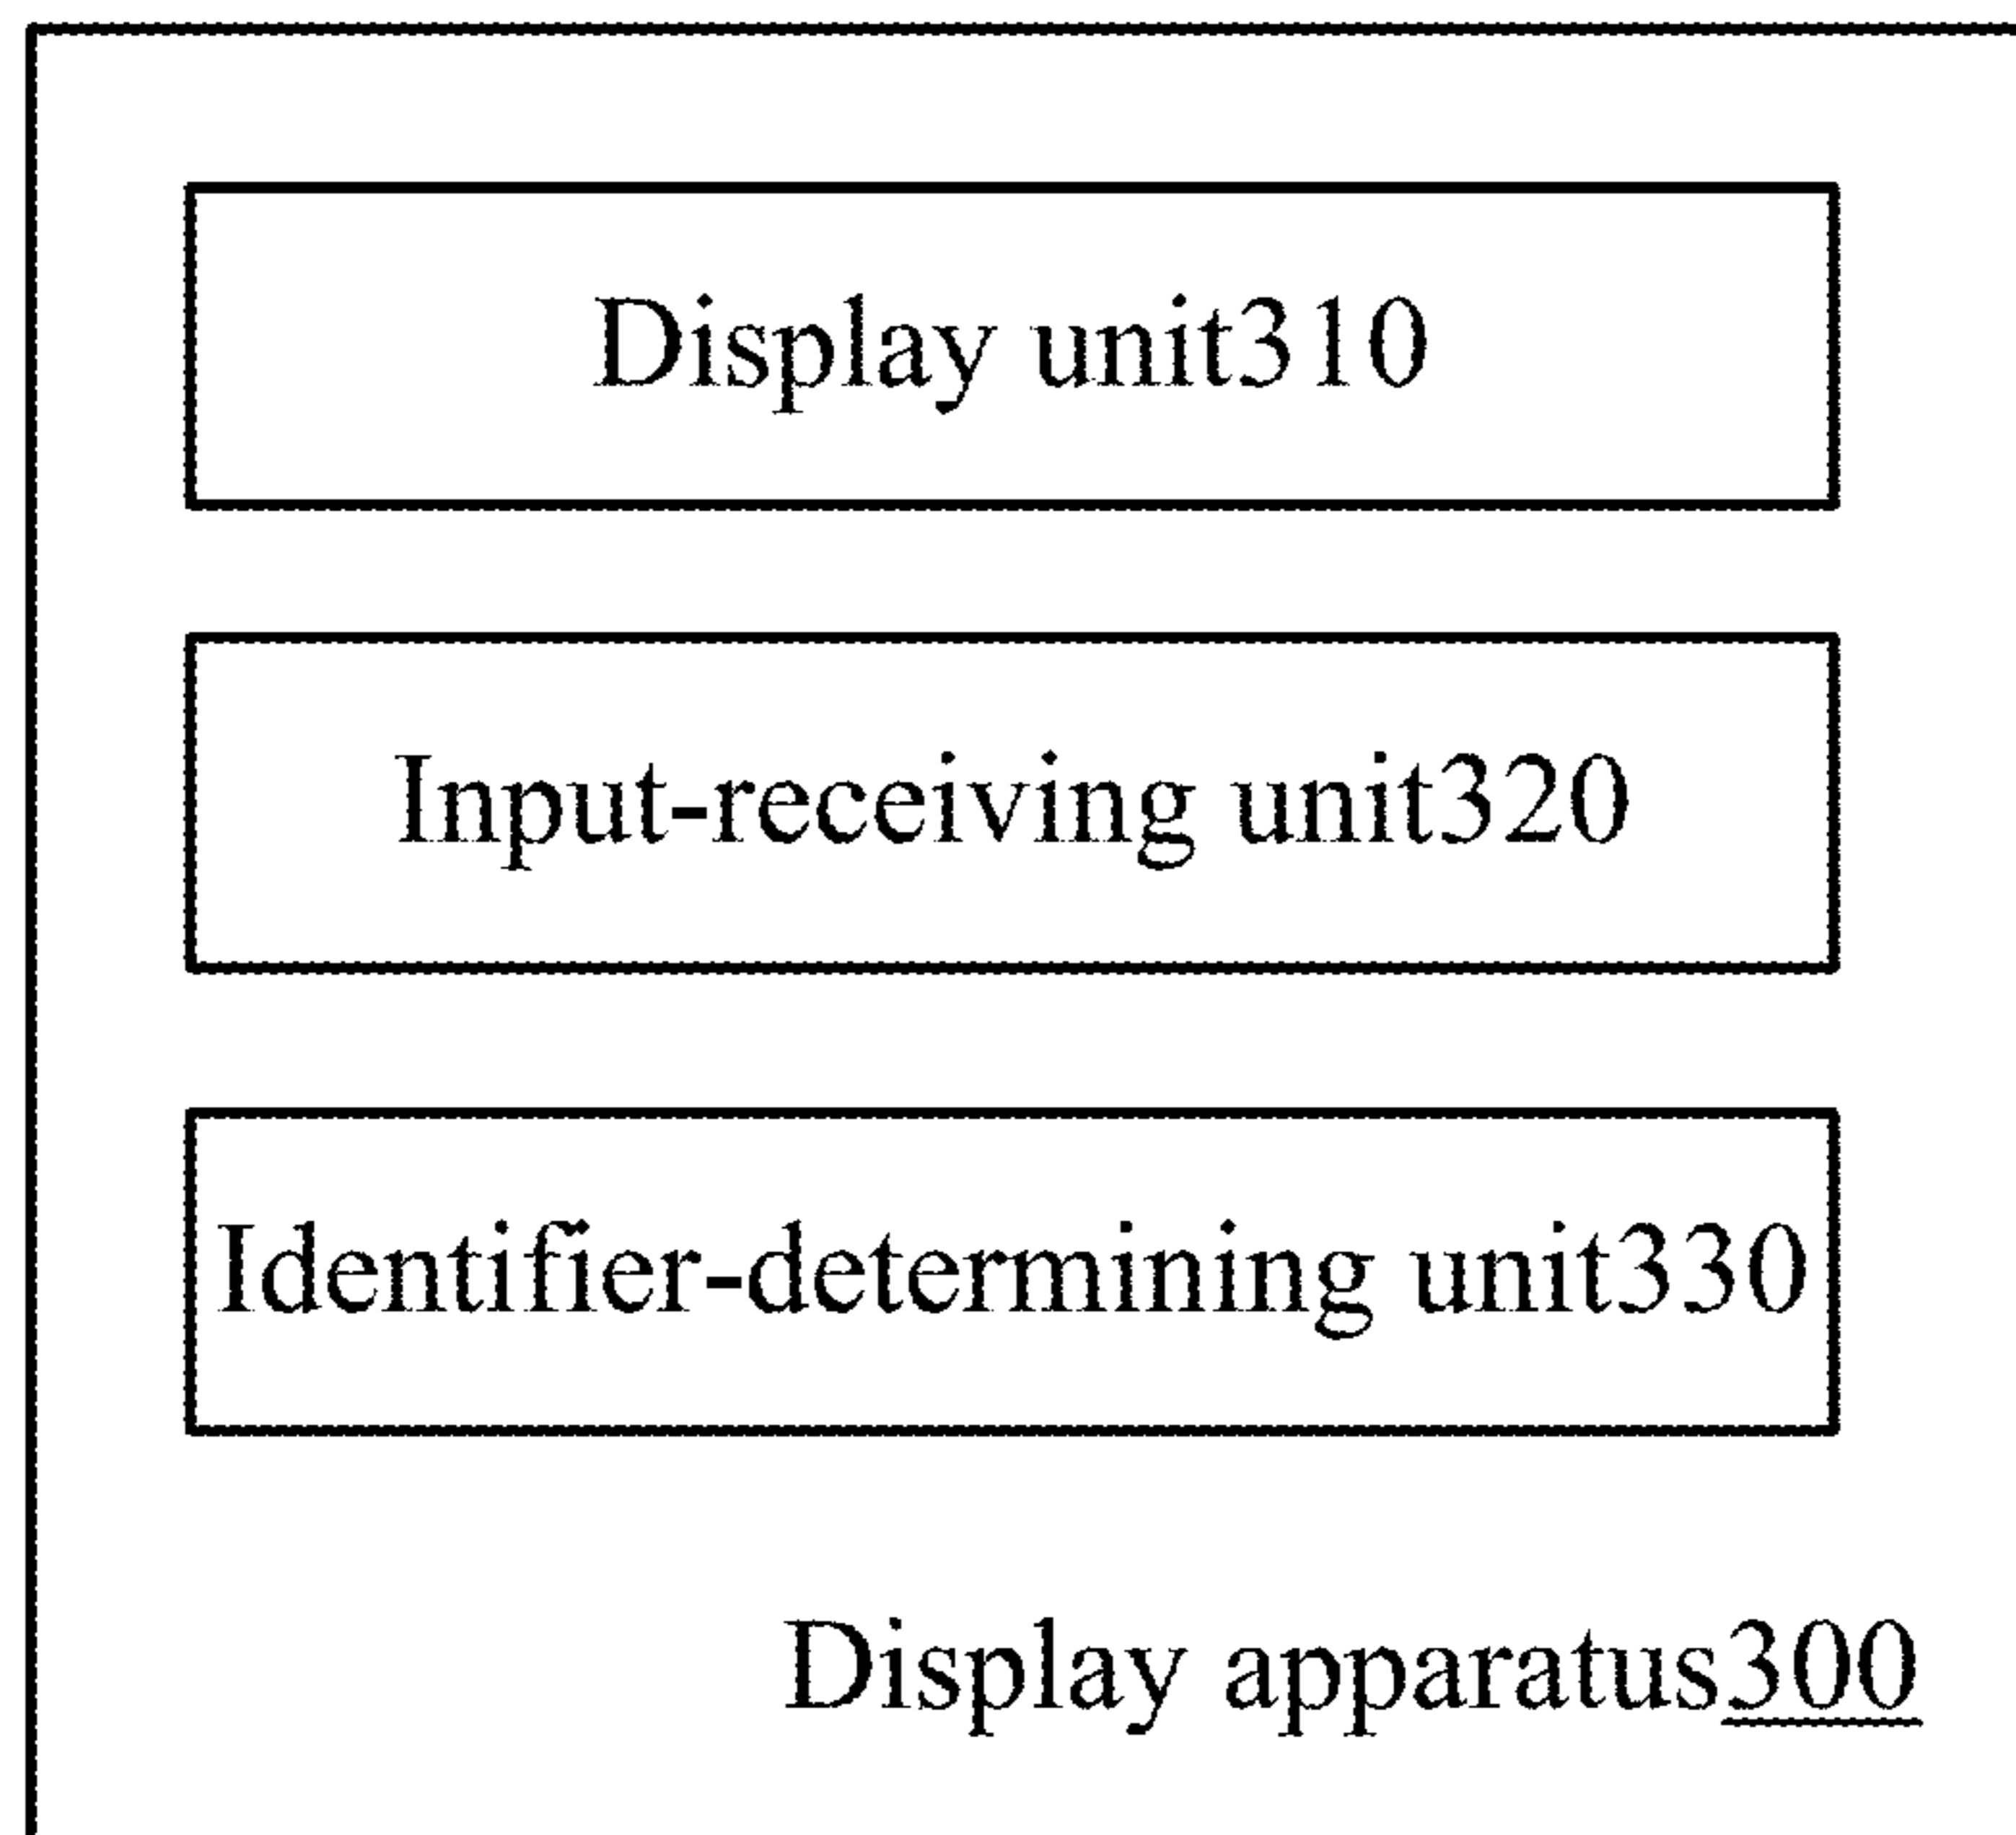 Display unit310
Input-receiving unit320
Identifier-determining unit330
Display apparatus300